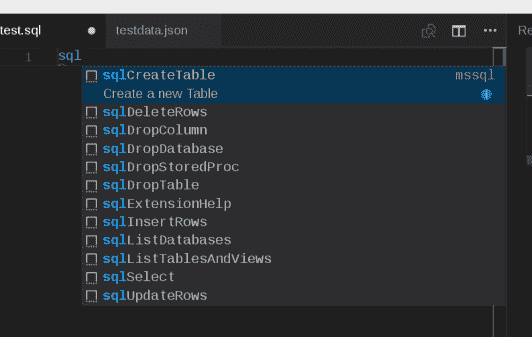 test.sql testdata.json Re
1 sql
sqlCreateTable mssql
Create a new Table
sqlDeleteRows
sqlDropColumn
sqlDropDatabase
sqlDropStoredProc
sqlDropTable
sqlExtensionHelp
sqlInsertRows
sqlListDatabases
sqlListTablesAndViews
sqlSelect
sqlUpdateRows